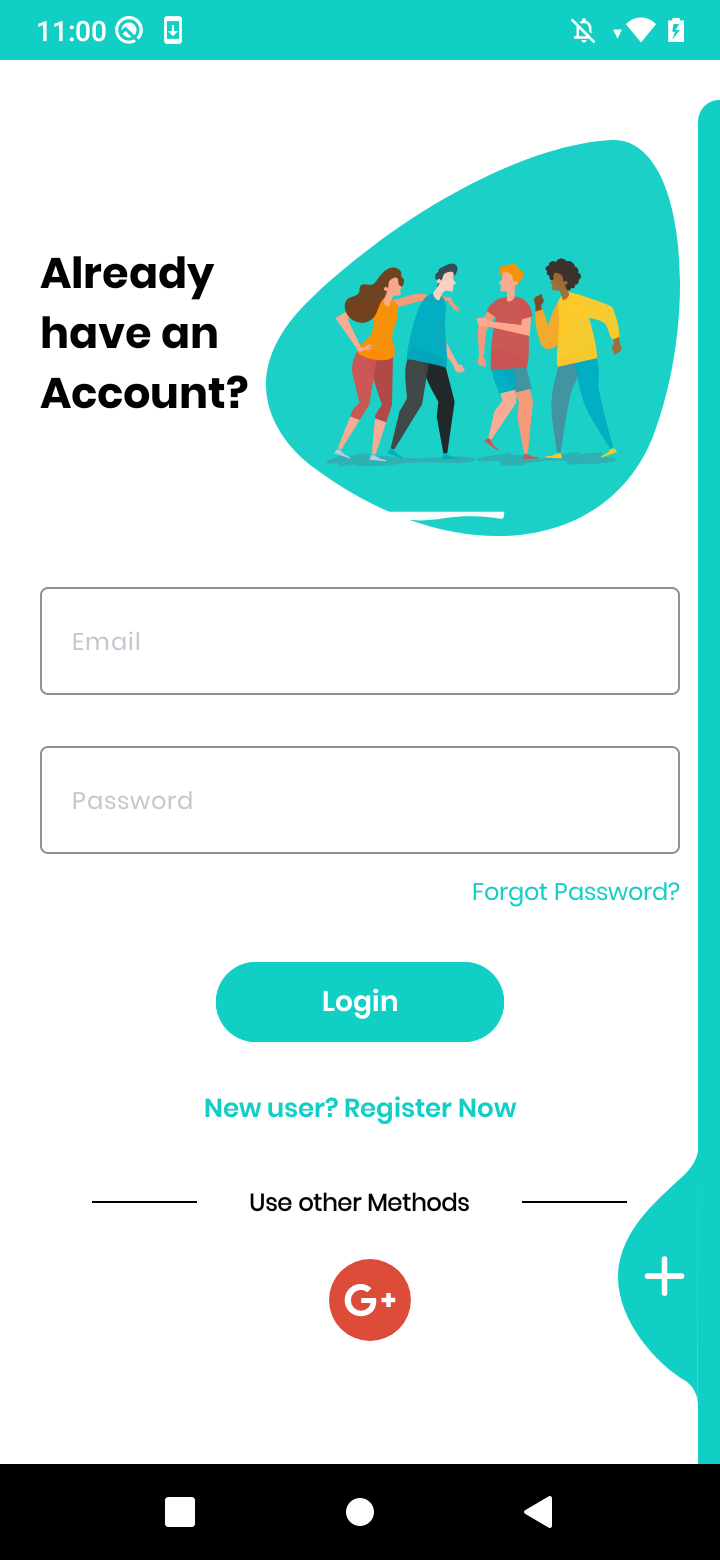 11:00
Already
have an
Account?
Email
Password
Forgot Password?
Login
New user? Register Now
Use other Methods
G+